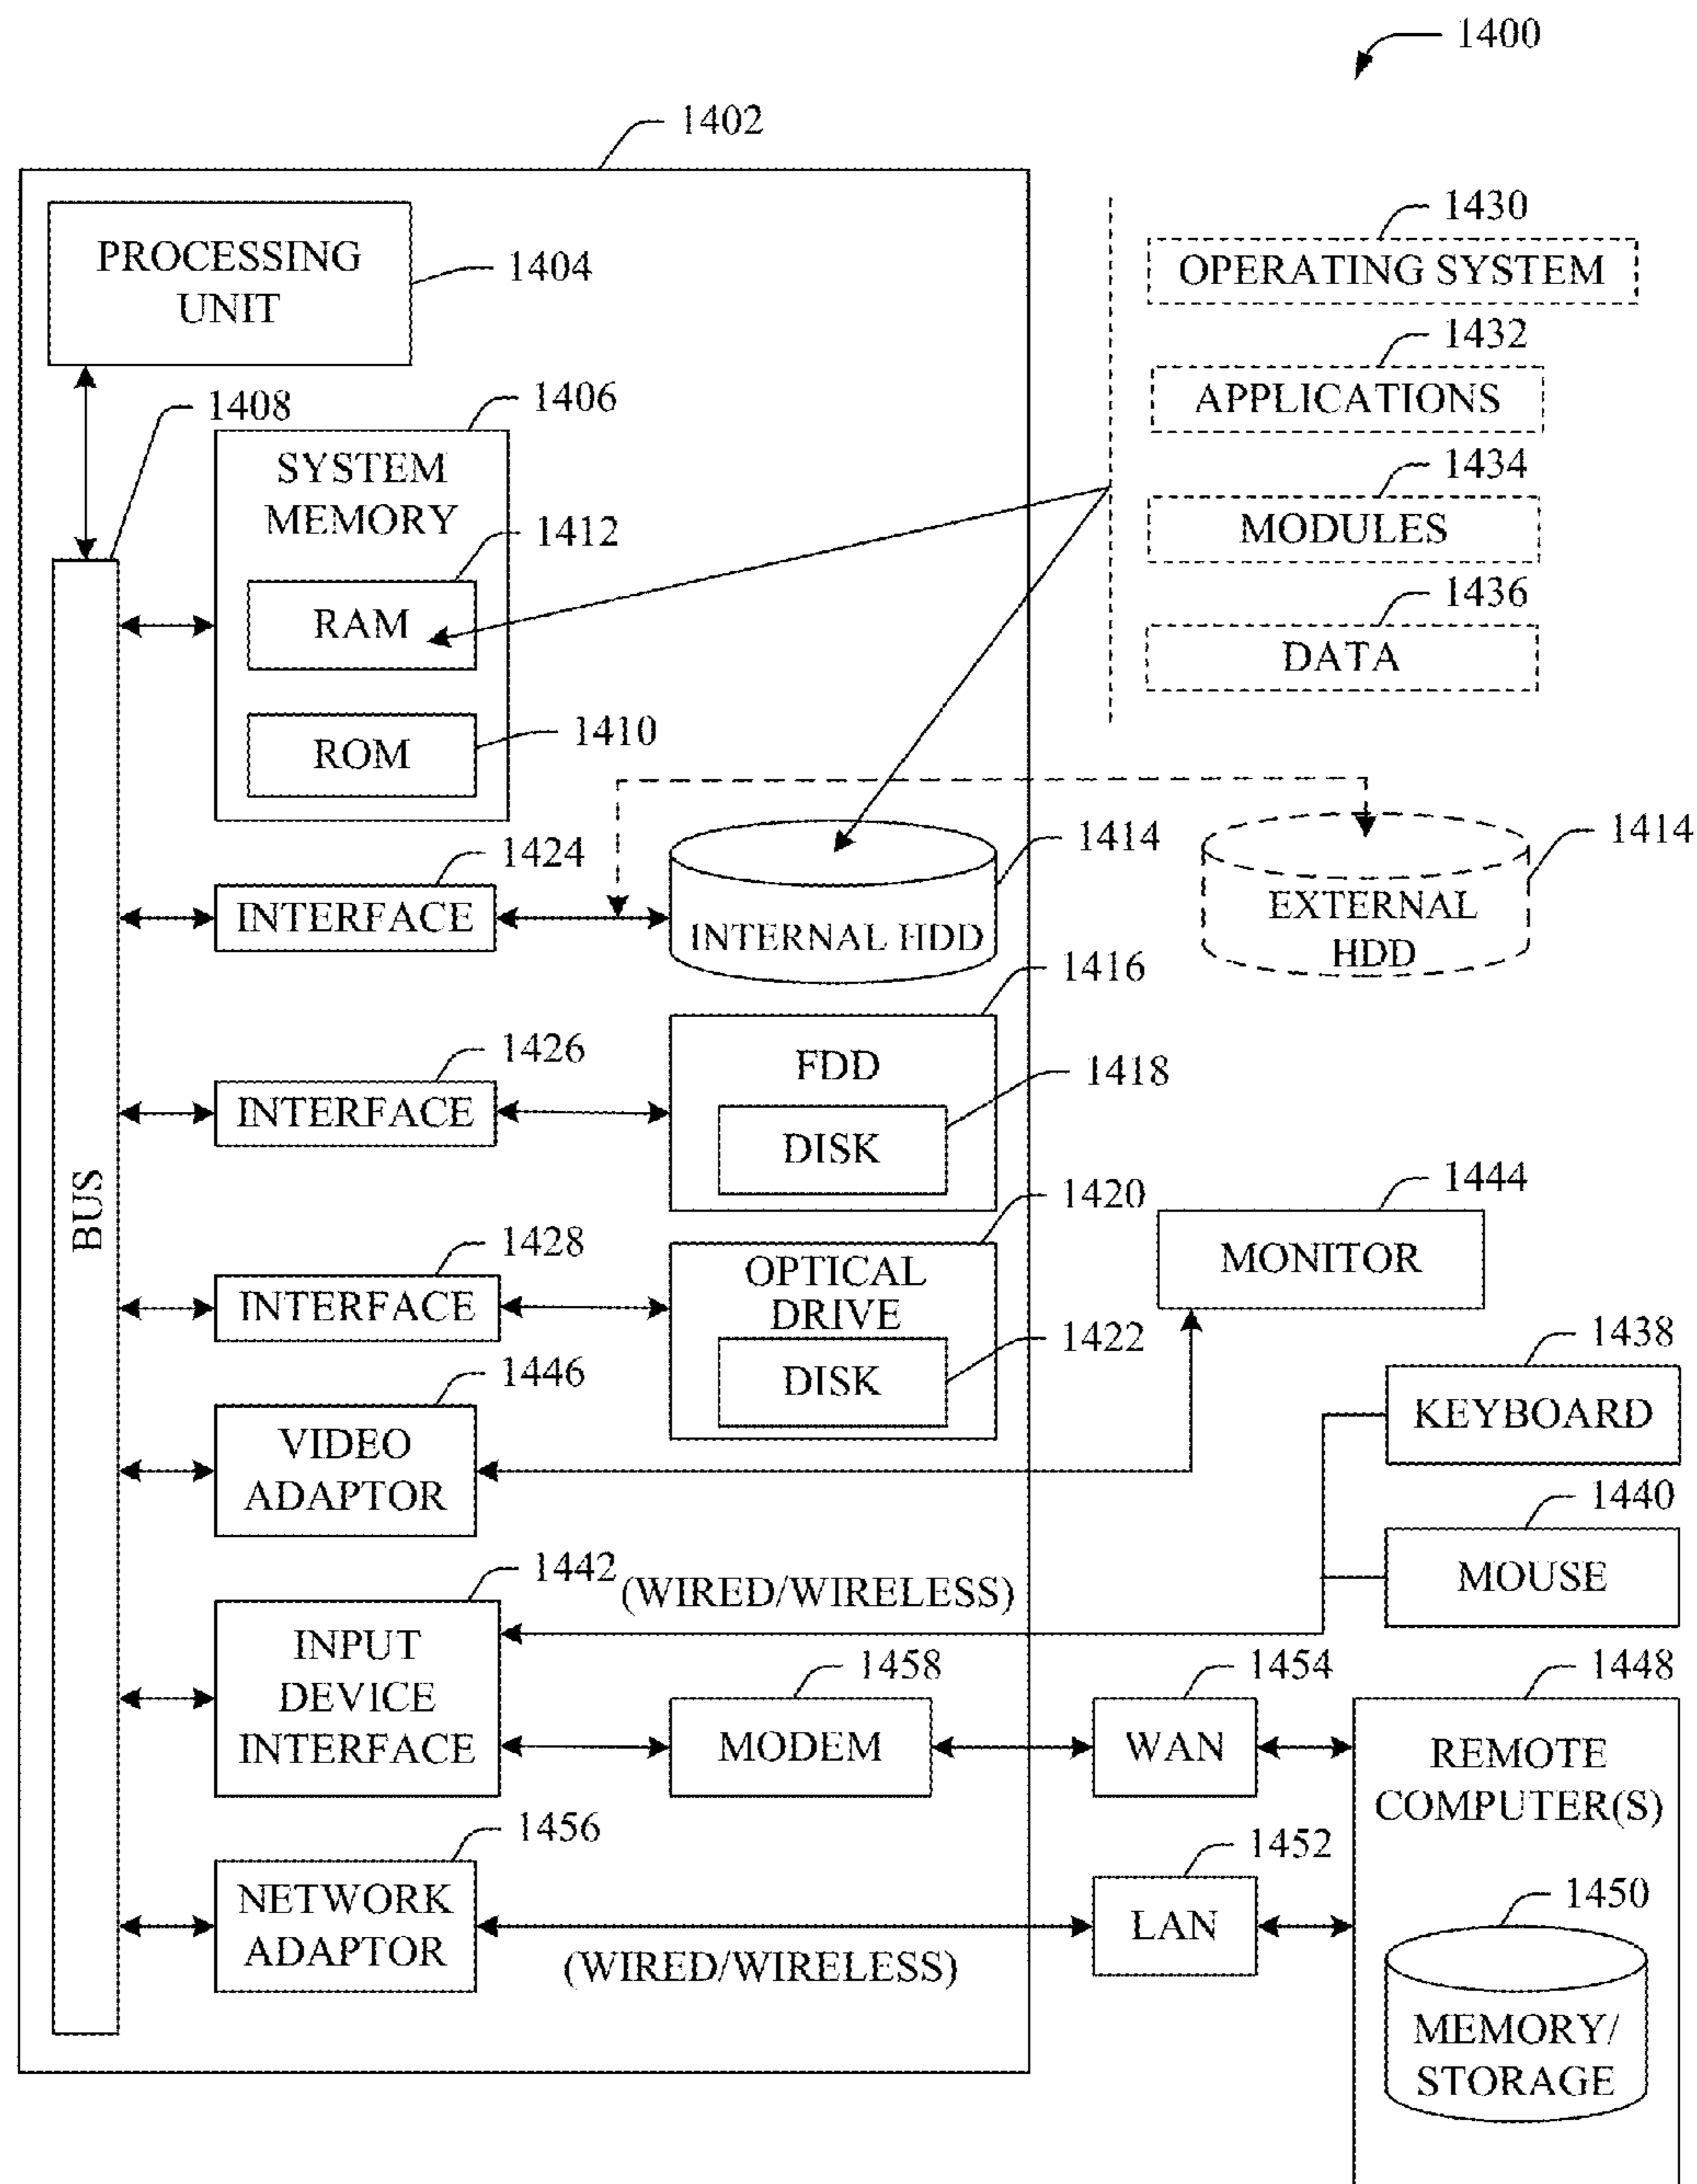 1400
1402
PROCESSING
UNIT
1404
1430
OPERATING SYSTEM
1432
APPLICATIONS
1434
MODULES
1436
DATA
1408
1406
SYSTEM
MEMORY
1412
RAM
1410
ROM
1424
INTERFACE
1414
INTERNAL HDD
1414
EXTERNAL
HDD
1426
INTERFACE
1416
FDD
1418
DISK
BUS
1428
INTERFACE
1420
OPTICAL
DRIVE
1422
DISK
1444
MONITOR
1446
VIDEO
ADAPTOR
1438
KEYBOARD
1440
MOUSE
1442
(WIRED/WIRELESS)
INPUT
DEVICE
INTERFACE
1458
MODEM
1454
WAN
1448
REMOTE
COMPUTER(S)
1456
NETWORK
ADAPTOR
(WIRED/WIRELESS)
1452
LAN
1450
MEMORY/
STORAGE